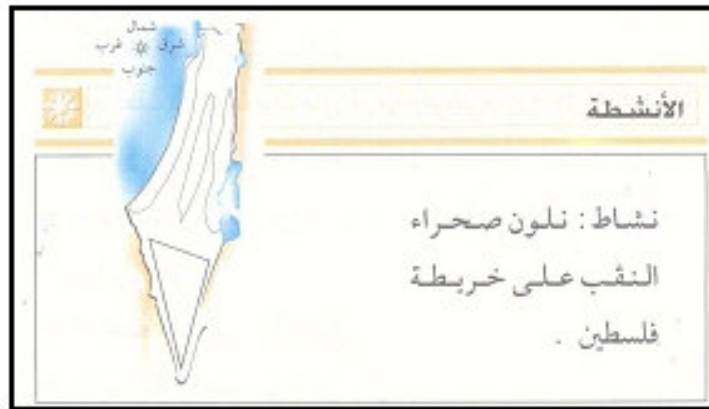 شمال
شرق غرب
جنوب
الأنشطة
نشاط : نلون صحراء
النقب على خريطة
فلسطين .